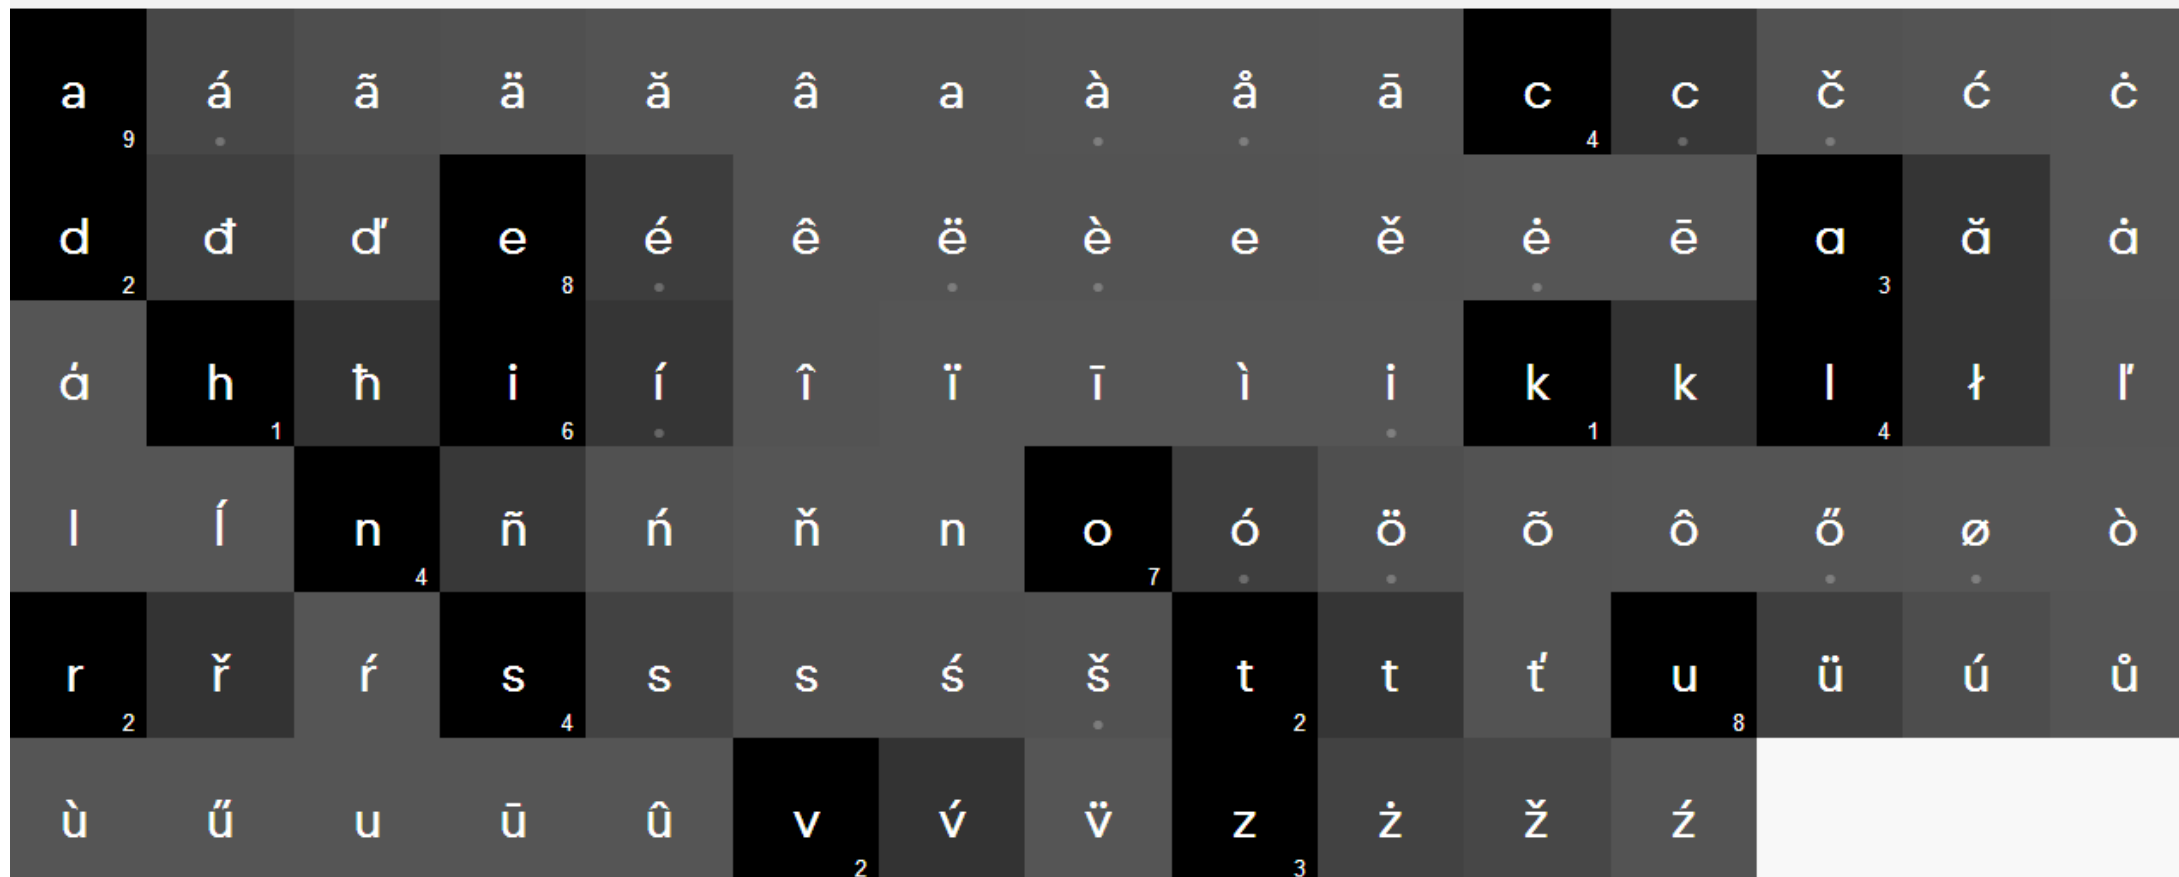 a 9 á ã ä ă â a à å ā c 4 c č ć ċ
d 2 đ ď e 8 é ê ë è e ě ė ē ɑ 3 ɑ̆ ɑ̇
ɑ́ h 1 ħ i 6 í î ï ī ì i k 1 k l 4 ł ľ
l ĺ n 4 ñ ń ň n o 7 ó ö õ ô ő ø ò
r 2 ř ŕ s 4 s s ś š t 2 t ť u 8 ü ú ů
ù ű u ū û v 2 v́ v̈ z 3 ż ž ź